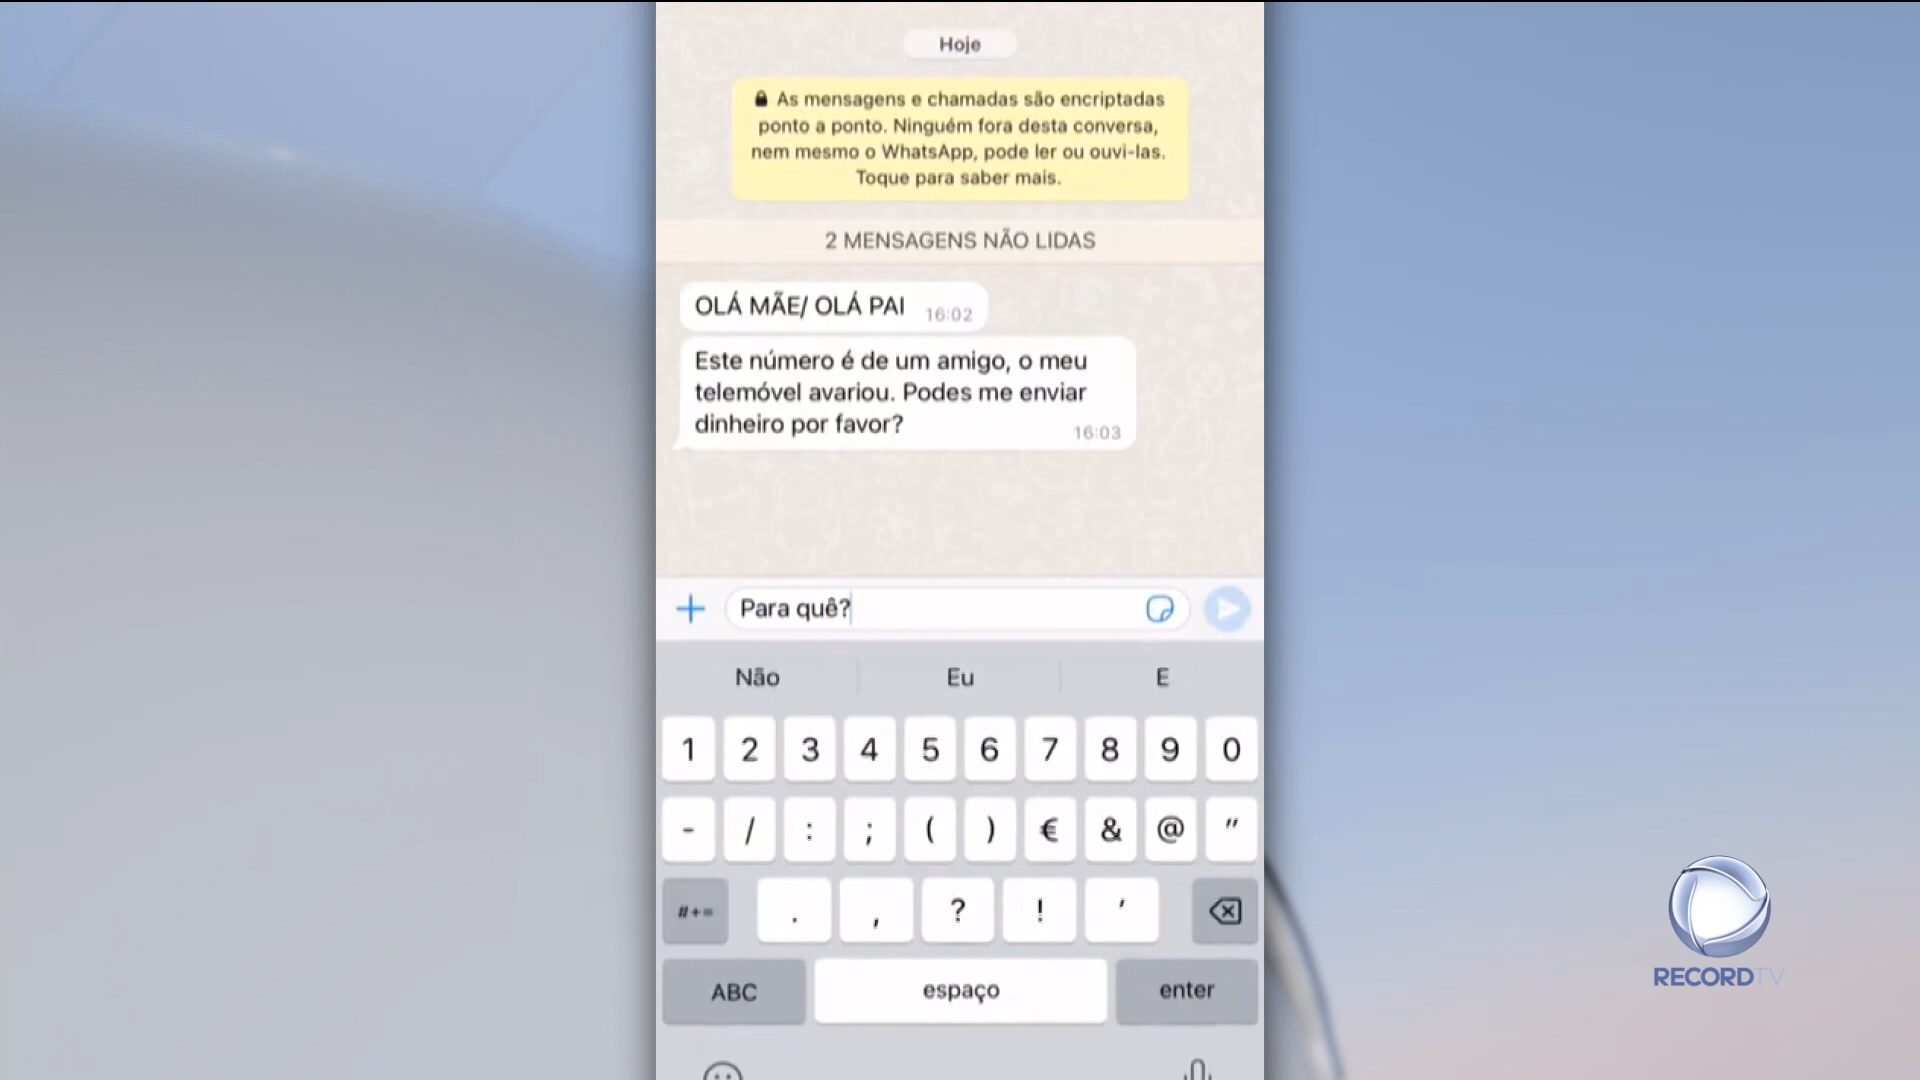 Hoje
As mensagens e chamadas são encriptadas
ponto a ponto. Ninguém fora desta conversa,
nem mesmo o WhatsApp, pode ler ou ouvi-las.
Toque para saber mais.
2 MENSAGENS NÃO LIDAS
OLÁ MÃE/ OLÁ PAI 16:02
Este número é de um amigo, o meu
telemóvel avariou. Podes me enviar
dinheiro por favor? 16:03
Para quê?
Não Eu E
1 2 3 4 5 6 7 8 9 0
- / : ; ( ) € & @ "
#+= . , ? ! '
ABC espaço enter
RECORDTV